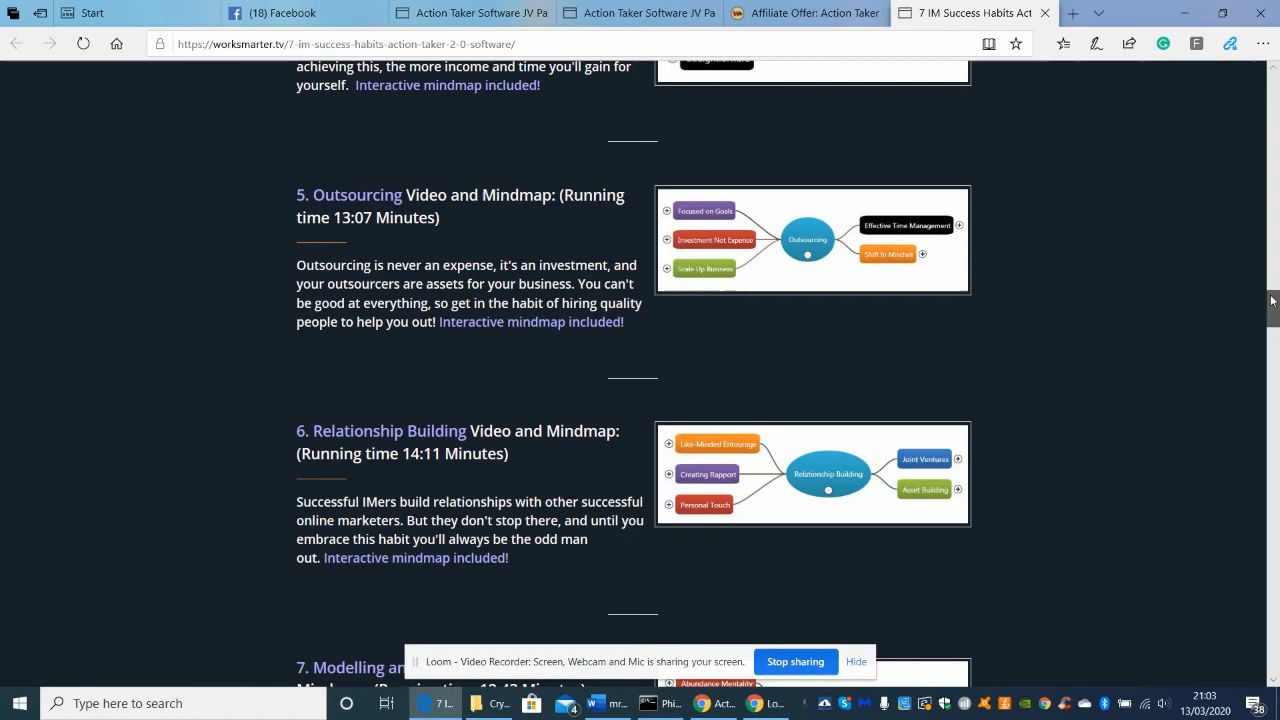 Start
(18) Facebook
Action Taker Software JV Pa
Action Taker Software
Affiliate Offer: Action Taker
7 IM Success Habits Act
https://worksmarter.tv/7-im-success-habits-action-taker-2-0-software/
achieving this, the more income and time you'll gain for
yourself. Interactive mindmap included!
5. Outsourcing Video and Mindmap: (Running
time 13:07 Minutes)
Outsourcing is not an expense, it's an investment, and
your outsourcers are assets for your business. You can't
be good at everything, so get in the habit of hiring quality
people to help you out! Interactive mindmap included!
Focused on Goals
Investment Not Expense
Scale Up Business
Outsourcing
Effective Time Management
Shift In Mindset
6. Relationship Building Video and Mindmap:
(Running time 14:11 Minutes)
Successful IMers build relationships with other successful
online marketers. But they don't stop there, and until you
embrace this habit you'll always be the odd man
out. Interactive mindmap included!
Like-Minded Entourage
Creating Rapport
Personal Touch
Relationship Building
Joint Ventures
Asset Building
7. Modelling an
Abundance Mentality
Loom - Video Recorder: Screen, Webcam and Mic is sharing your screen.
Stop sharing
Hide
Type here to search
7 I
Cry
4
mr
Phi
Act
Lo
21:03
13/03/2020
38